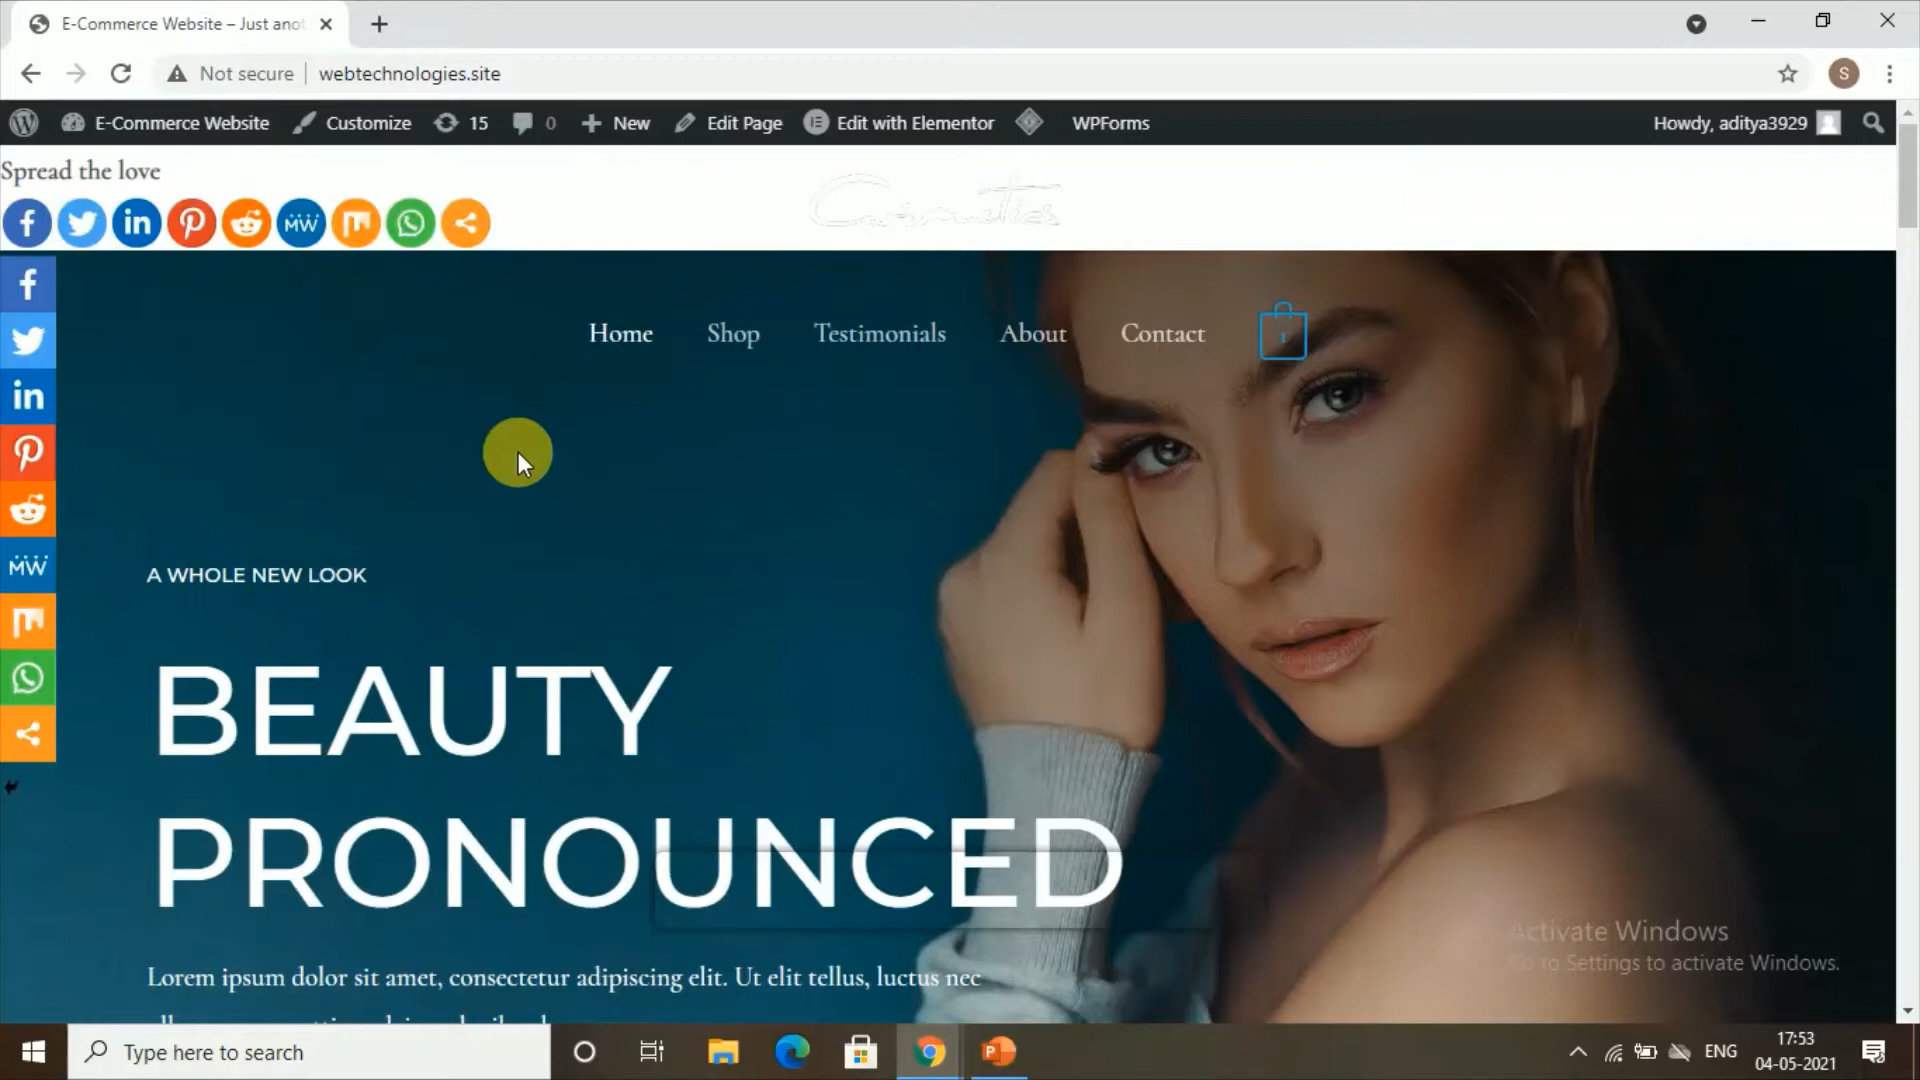 E-Commerce Website – Just anot
Not secure
webtechnologies.site
S
E-Commerce Website
Customize
15
0
New
Edit Page
Edit with Elementor
WPForms
Howdy, aditya3929
Spread the love
Cosmetics
Home
Shop
Testimonials
About
Contact
1
A WHOLE NEW LOOK
BEAUTY
PRONOUNCED
Lorem ipsum dolor sit amet, consectetur adipiscing elit. Ut elit tellus, luctus nec
Activate Windows
Go to Settings to activate Windows.
Type here to search
ENG
17:53
04-05-2021